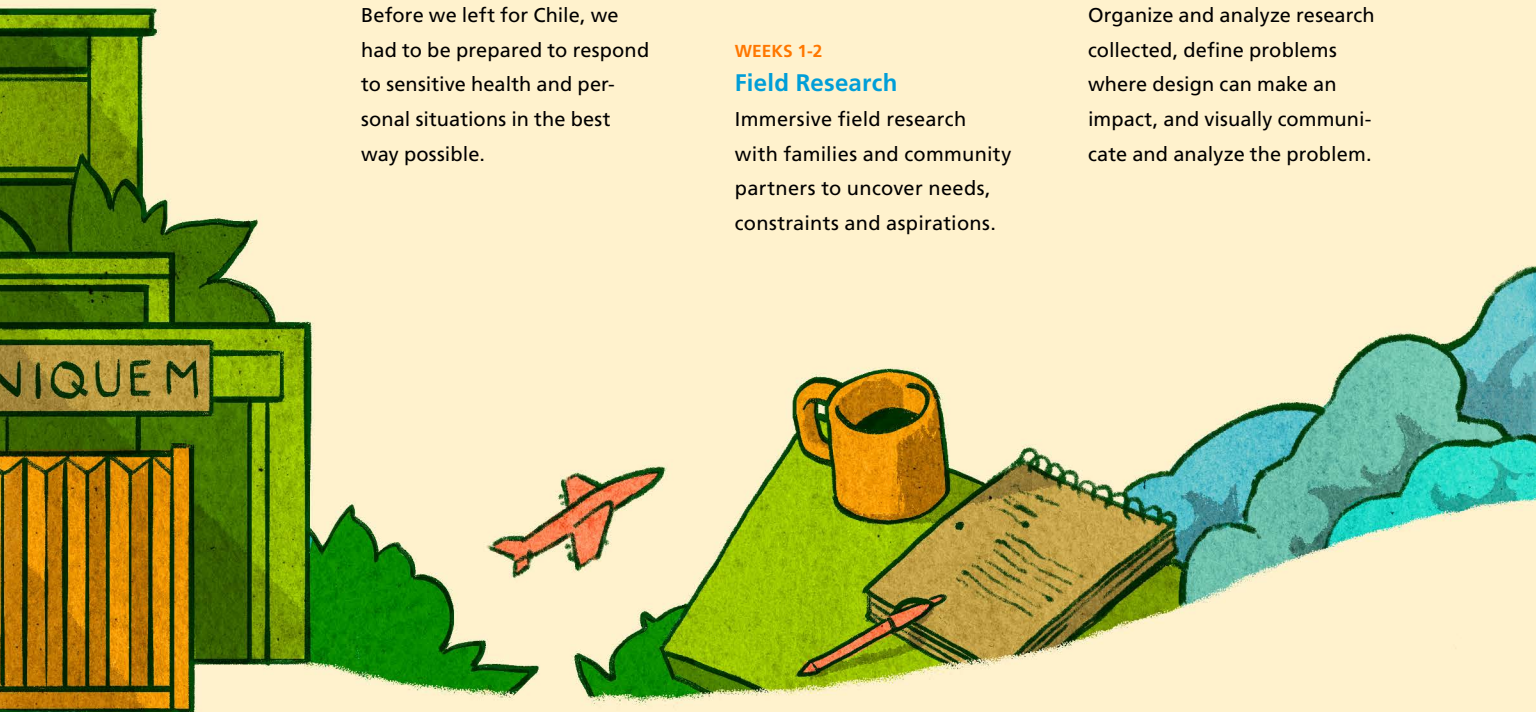 Before we left for Chile, we
had to be prepared to respond
to sensitive health and per-
sonal situations in the best
way possible.
WEEKS 1-2
Field Research
Immersive field research
with families and community
partners to uncover needs,
constraints and aspirations.
Organize and analyze research
collected, define problems
where design can make an
impact, and visually communi-
cate and analyze the problem.
NIQUEM